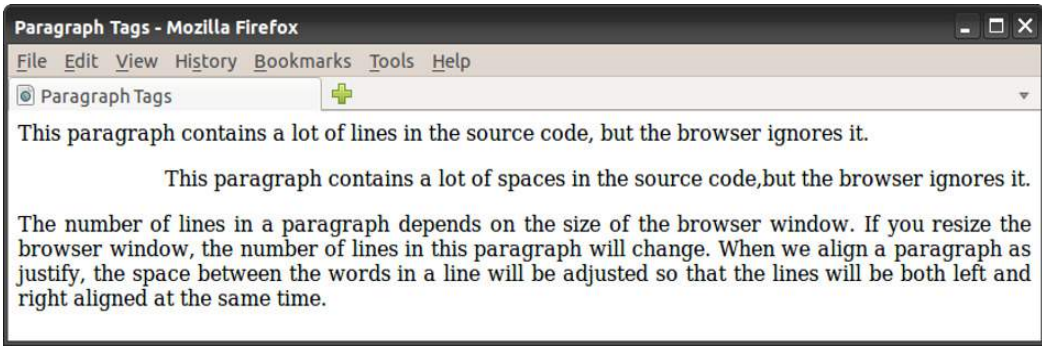 Paragraph Tags - Mozilla Firefox
File Edit View History Bookmarks Tools Help
Paragraph Tags
This paragraph contains a lot of lines in the source code, but the browser ignores it.
This paragraph contains a lot of spaces in the source code,but the browser ignores it.
The number of lines in a paragraph depends on the size of the browser window. If you resize the
browser window, the number of lines in this paragraph will change. When we align a paragraph as
justify, the space between the words in a line will be adjusted so that the lines will be both left and
right aligned at the same time.